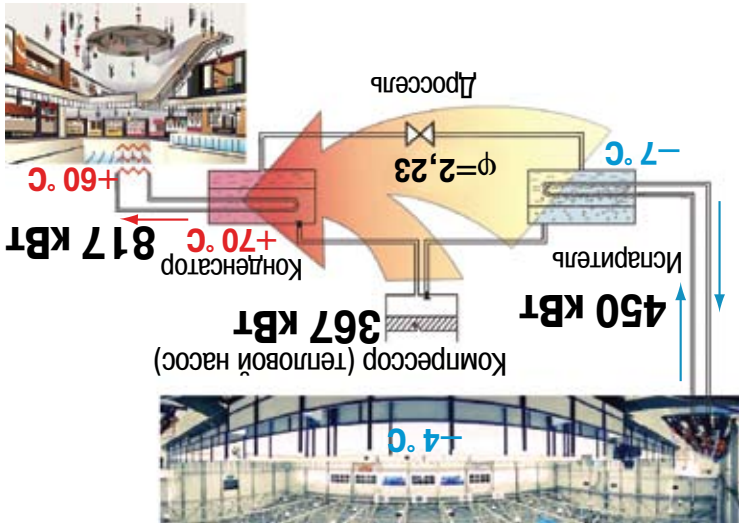 −4 °C
Компрессор (тепловой насос)
450 кВт
367 кВт
Испаритель
Конденсатор
817 кВт
+70 °C
−7 °C
φ=2,23
+60 °C
Дроссель